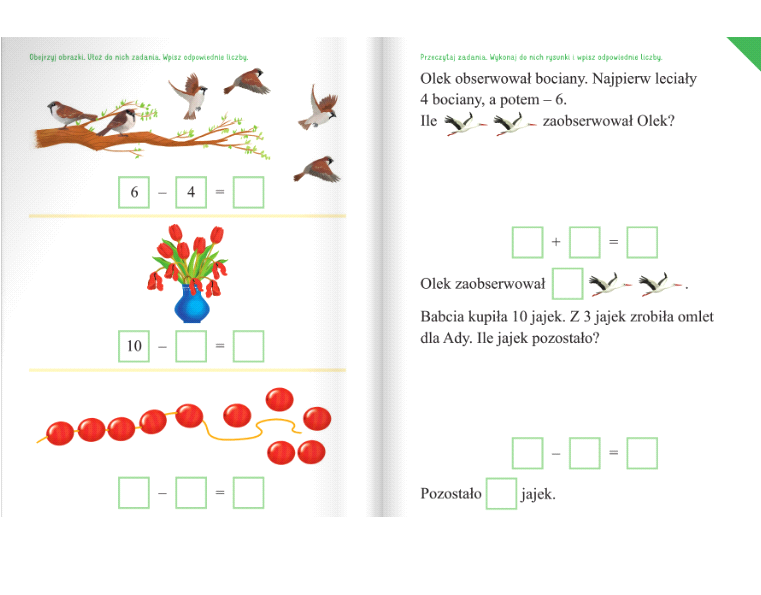 Obejrzyj obrazki. Ułóż do nich zadania. Wpisz odpowiednie liczby.
6 – 4 =
10 – =
– =
Przeczytaj zadania. Wykonaj do nich rysunki i wpisz odpowiednie liczby.
Olek obserwował bociany. Najpierw leciały
4 bociany, a potem – 6.
Ile zaobserwował Olek?
+ =
Olek zaobserwował .
Babcia kupiła 10 jajek. Z 3 jajek zrobiła omlet
dla Ady. Ile jajek pozostało?
– =
Pozostało jajek.